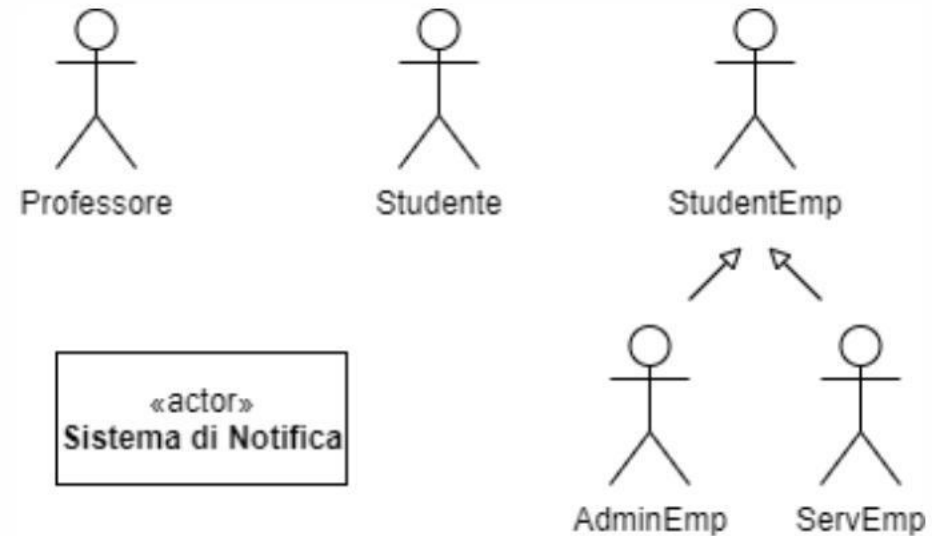 Professore
Studente
StudentEmp
«actor»
Sistema di Notifica
AdminEmp
ServEmp